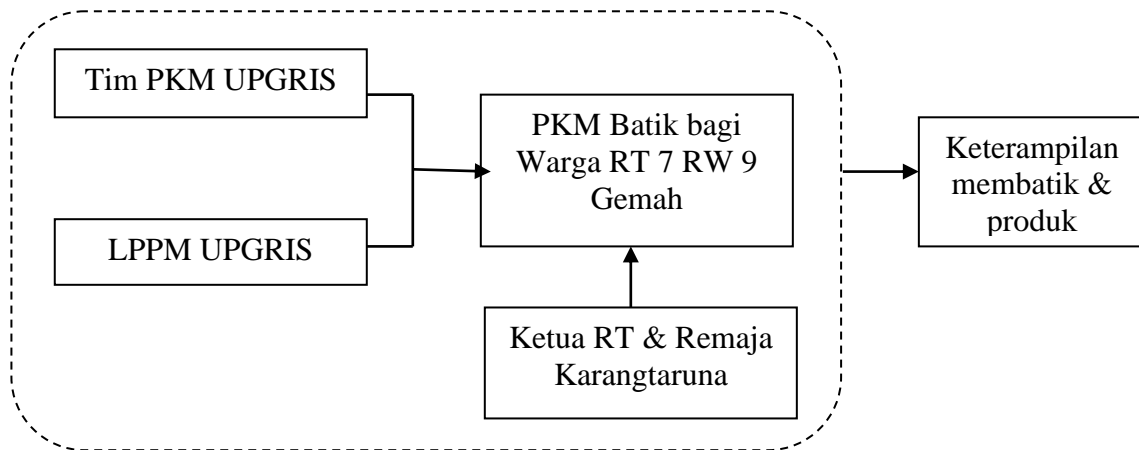 Tim PKM UPGRIS
LPPM UPGRIS
PKM Batik bagi
Warga RT 7 RW 9
Gemah
Ketua RT & Remaja
Karangtaruna
Keterampilan
membatik &
produk